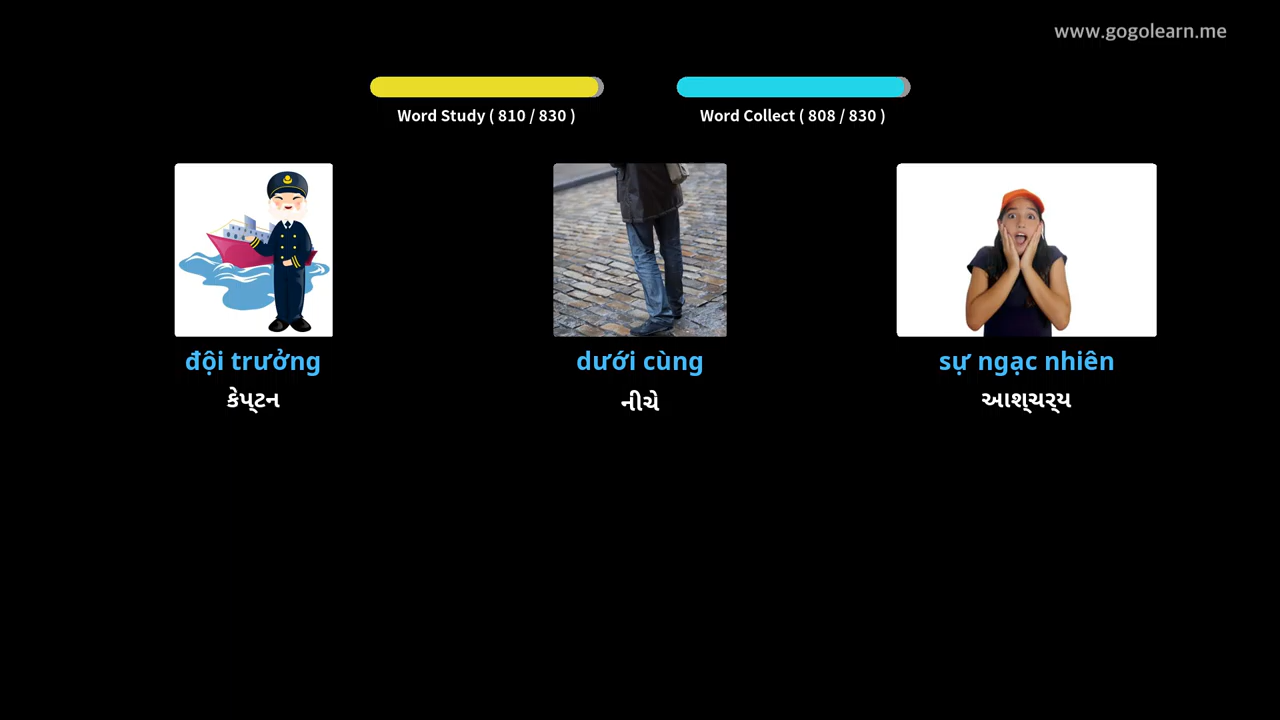 www.gogolearn.me
Word Study ( 810 / 830 )
Word Collect ( 808 / 830 )
đội trưởng
dưới cùng
sự ngạc nhiên
કેપ્ટન
નીચે
આશ્ચર્ય